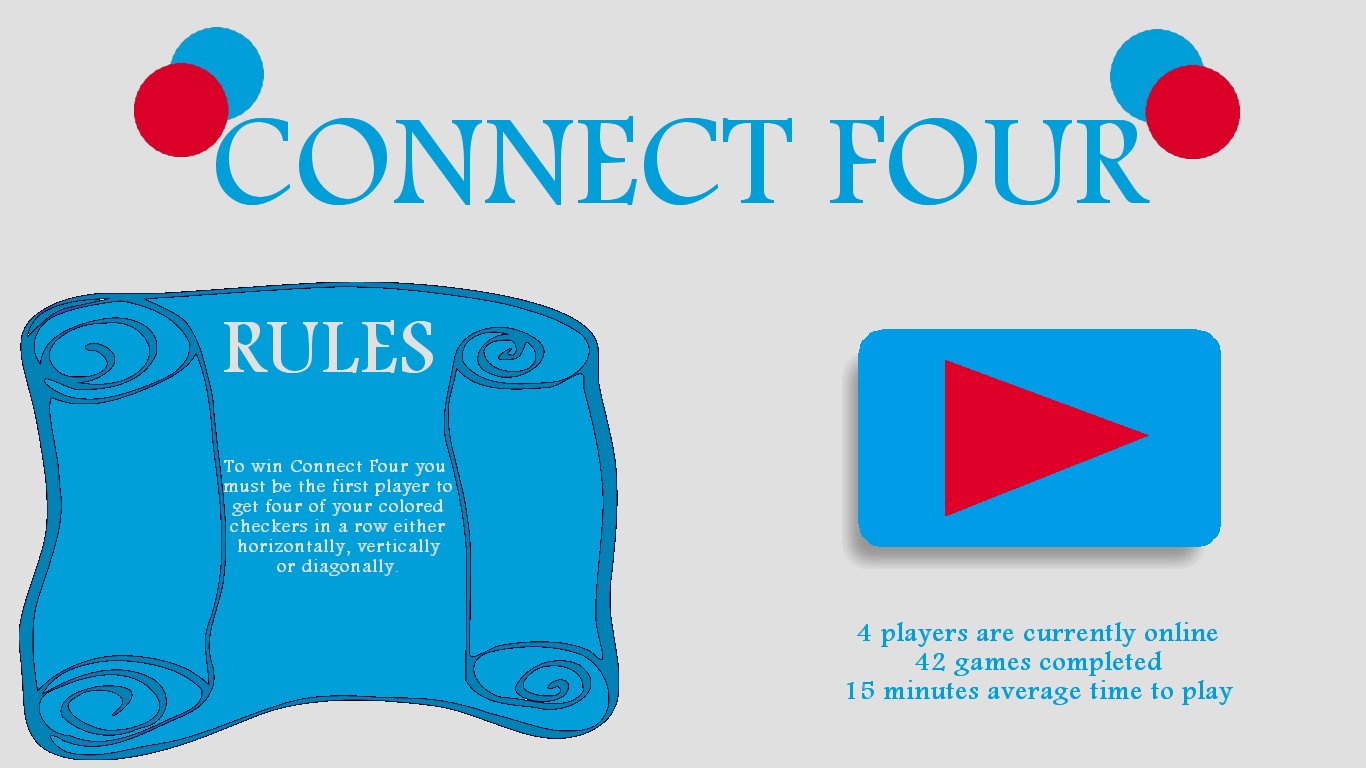 CONNECT FOUR
RULES
To win Connect Four you
must be the first player to
get four of your colored
checkers in a row either
horizontally, vertically
or diagonally.
4 players are currently online
42 games completed
15 minutes average time to play